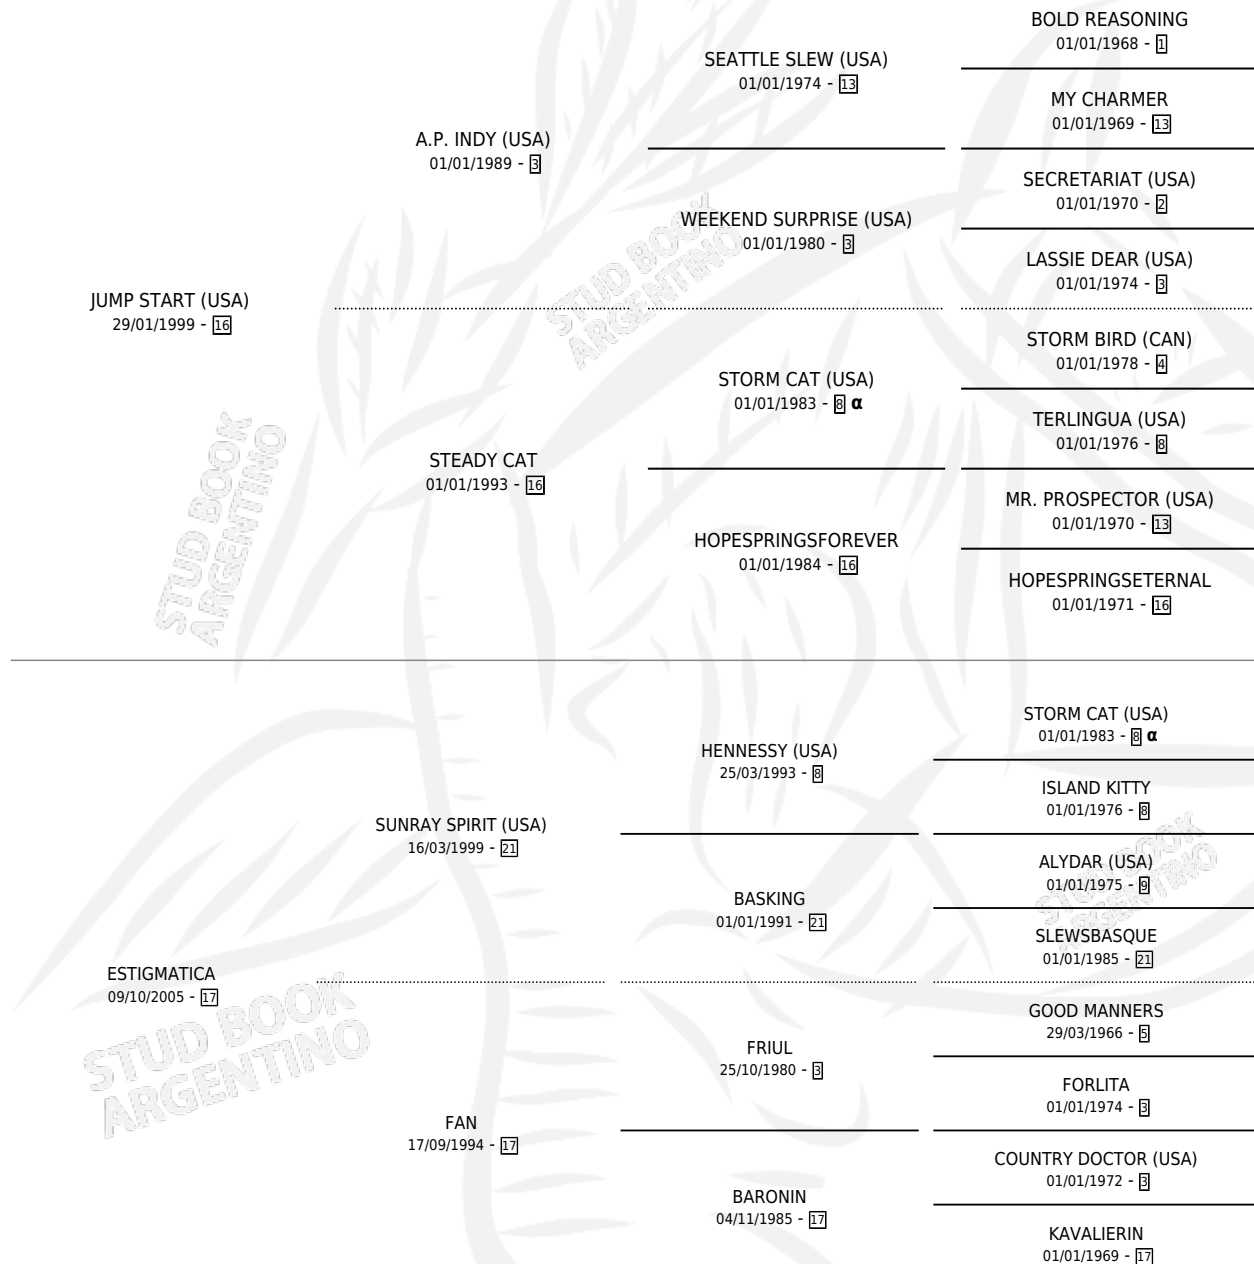 BOLD REASONING
01/01/1968 - 1
SEATTLE SLEW (USA)
01/01/1974 - 13
MY CHARMER
01/01/1969 - 13
A.P. INDY (USA)
01/01/1989 - 3
SECRETARIAT (USA)
01/01/1970 - 2
WEEKEND SURPRISE (USA)
01/01/1980 - 3
LASSIE DEAR (USA)
01/01/1974 - 3
JUMP START (USA)
29/01/1999 - 16
STORM BIRD (CAN)
01/01/1978 - 4
STORM CAT (USA)
01/01/1983 - 8 α
TERLINGUA (USA)
01/01/1976 - 8
STEADY CAT
01/01/1993 - 16
MR. PROSPECTOR (USA)
01/01/1970 - 13
HOPESPRINGSFOREVER
01/01/1984 - 16
HOPESPRINGSETERNAL
01/01/1971 - 16
STORM CAT (USA)
01/01/1983 - 8 α
HENNESSY (USA)
25/03/1993 - 8
ISLAND KITTY
01/01/1976 - 8
SUNRAY SPIRIT (USA)
16/03/1999 - 21
ALYDAR (USA)
01/01/1975 - 9
BASKING
01/01/1991 - 21
SLEWSBASQUE
01/01/1985 - 21
ESTIGMATICA
09/10/2005 - 17
GOOD MANNERS
29/03/1966 - 5
FRIUL
25/10/1980 - 3
FORLITA
01/01/1974 - 3
FAN
17/09/1994 - 17
COUNTRY DOCTOR (USA)
01/01/1972 - 3
BARONIN
04/11/1985 - 17
KAVALIERIN
01/01/1969 - 17
STUD BOOK
ARGENTINO
STUD BOOK
ARGENTINO
STUD BOOK
ARGENTINO
STUD BOOK
ARGENTINO